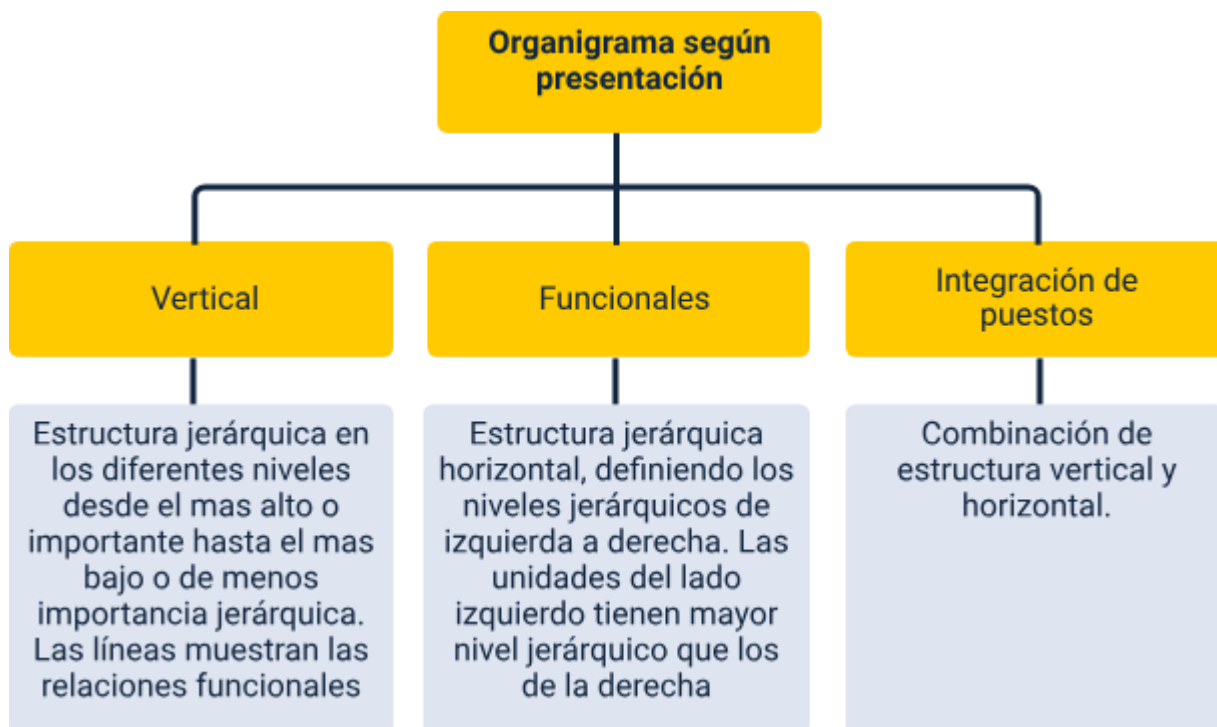 Organigrama según
presentación
Vertical
Funcionales
Integración de
puestos
Estructura jerárquica en
los diferentes niveles
desde el mas alto o
importante hasta el mas
bajo o de menos
importancia jerárquica.
Las líneas muestran las
relaciones funcionales
Estructura jerárquica
horizontal, definiendo los
niveles jerárquicos de
izquierda a derecha. Las
unidades del lado
izquierdo tienen mayor
nivel jerárquico que los
de la derecha
Combinación de
estructura vertical y
horizontal.